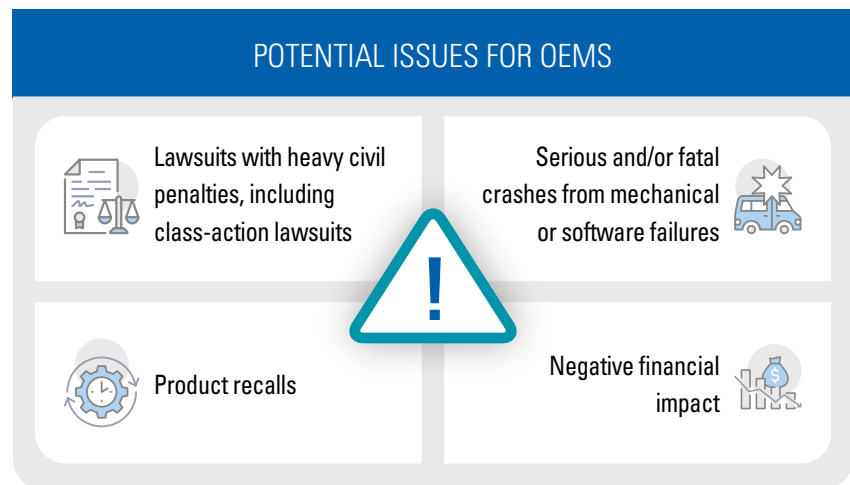 POTENTIAL ISSUES FOR OEMS
Lawsuits with heavy civil
penalties, including
class-action lawsuits
Serious and/or fatal
crashes from mechanical
or software failures
!
Product recalls
Negative financial
impact
$